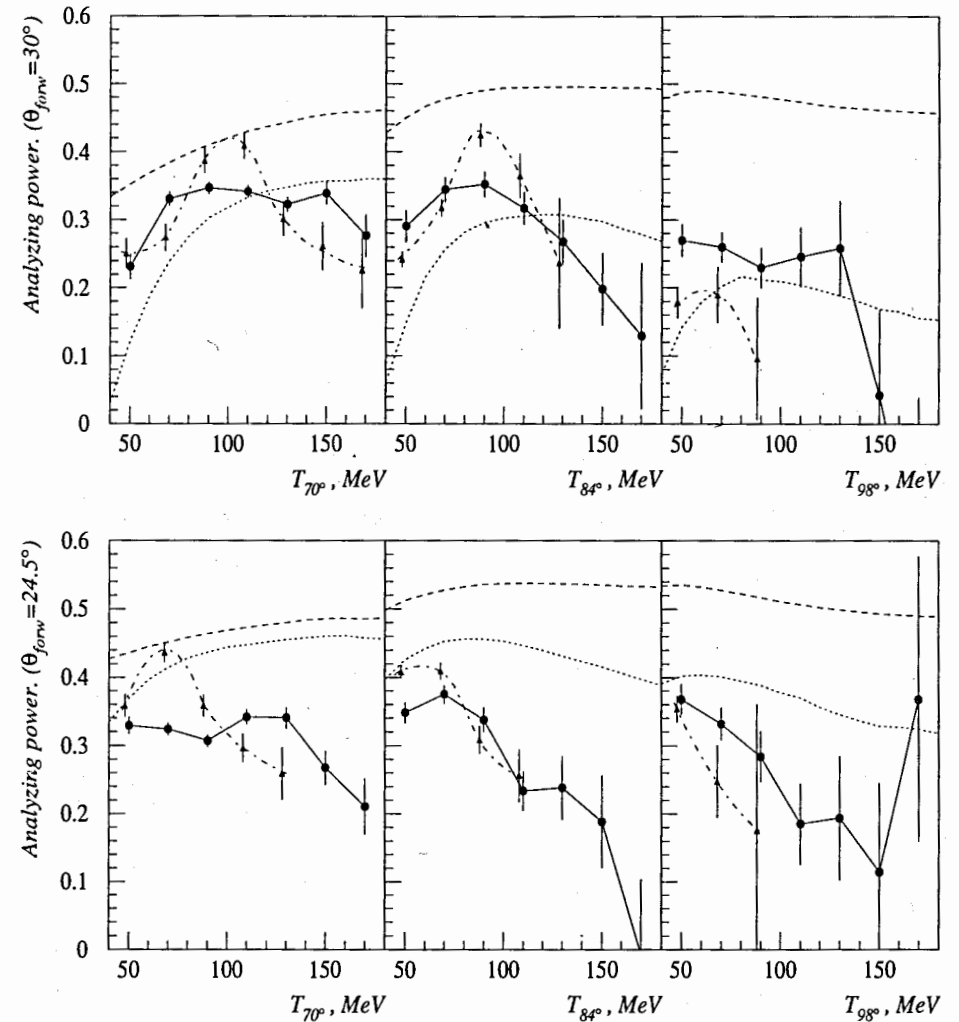 Analyzing power. (θforw=30°)
0.6
0.5
0.4
0.3
0.2
0.1
0
50 100 150 50 100 150 50 100 150
T70°, MeV T84°, MeV T98°, MeV
Analyzing power. (θforw=24.5°)
0.6
0.5
0.4
0.3
0.2
0.1
0
50 100 150 50 100 150 50 100 150
T70°, MeV T84°, MeV T98°, MeV